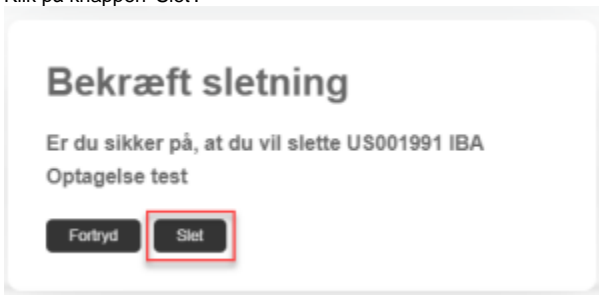 Klik på knappen "Slet".
Bekræft sletning
Er du sikker på, at du vil slette US001991 IBA
Optagelse test
Fortryd
Slet